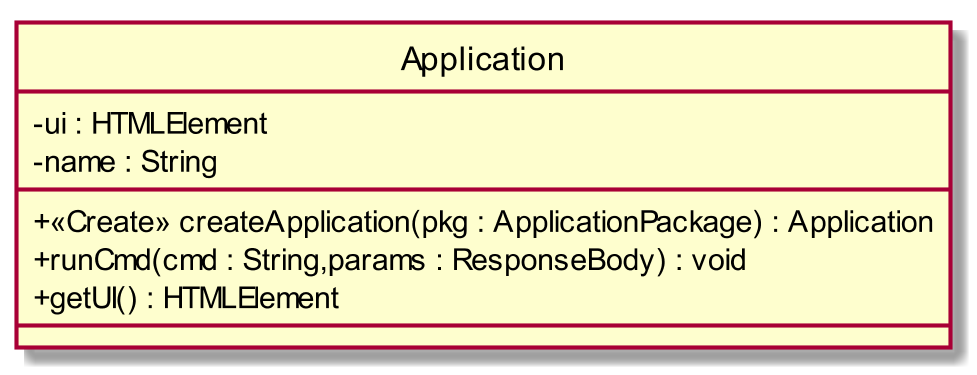 Application
-ui : HTMLElement
-name : String
+«Create» createApplication(pkg : ApplicationPackage) : Application
+runCmd(cmd : String,params : ResponseBody) : void
+getUI() : HTMLElement